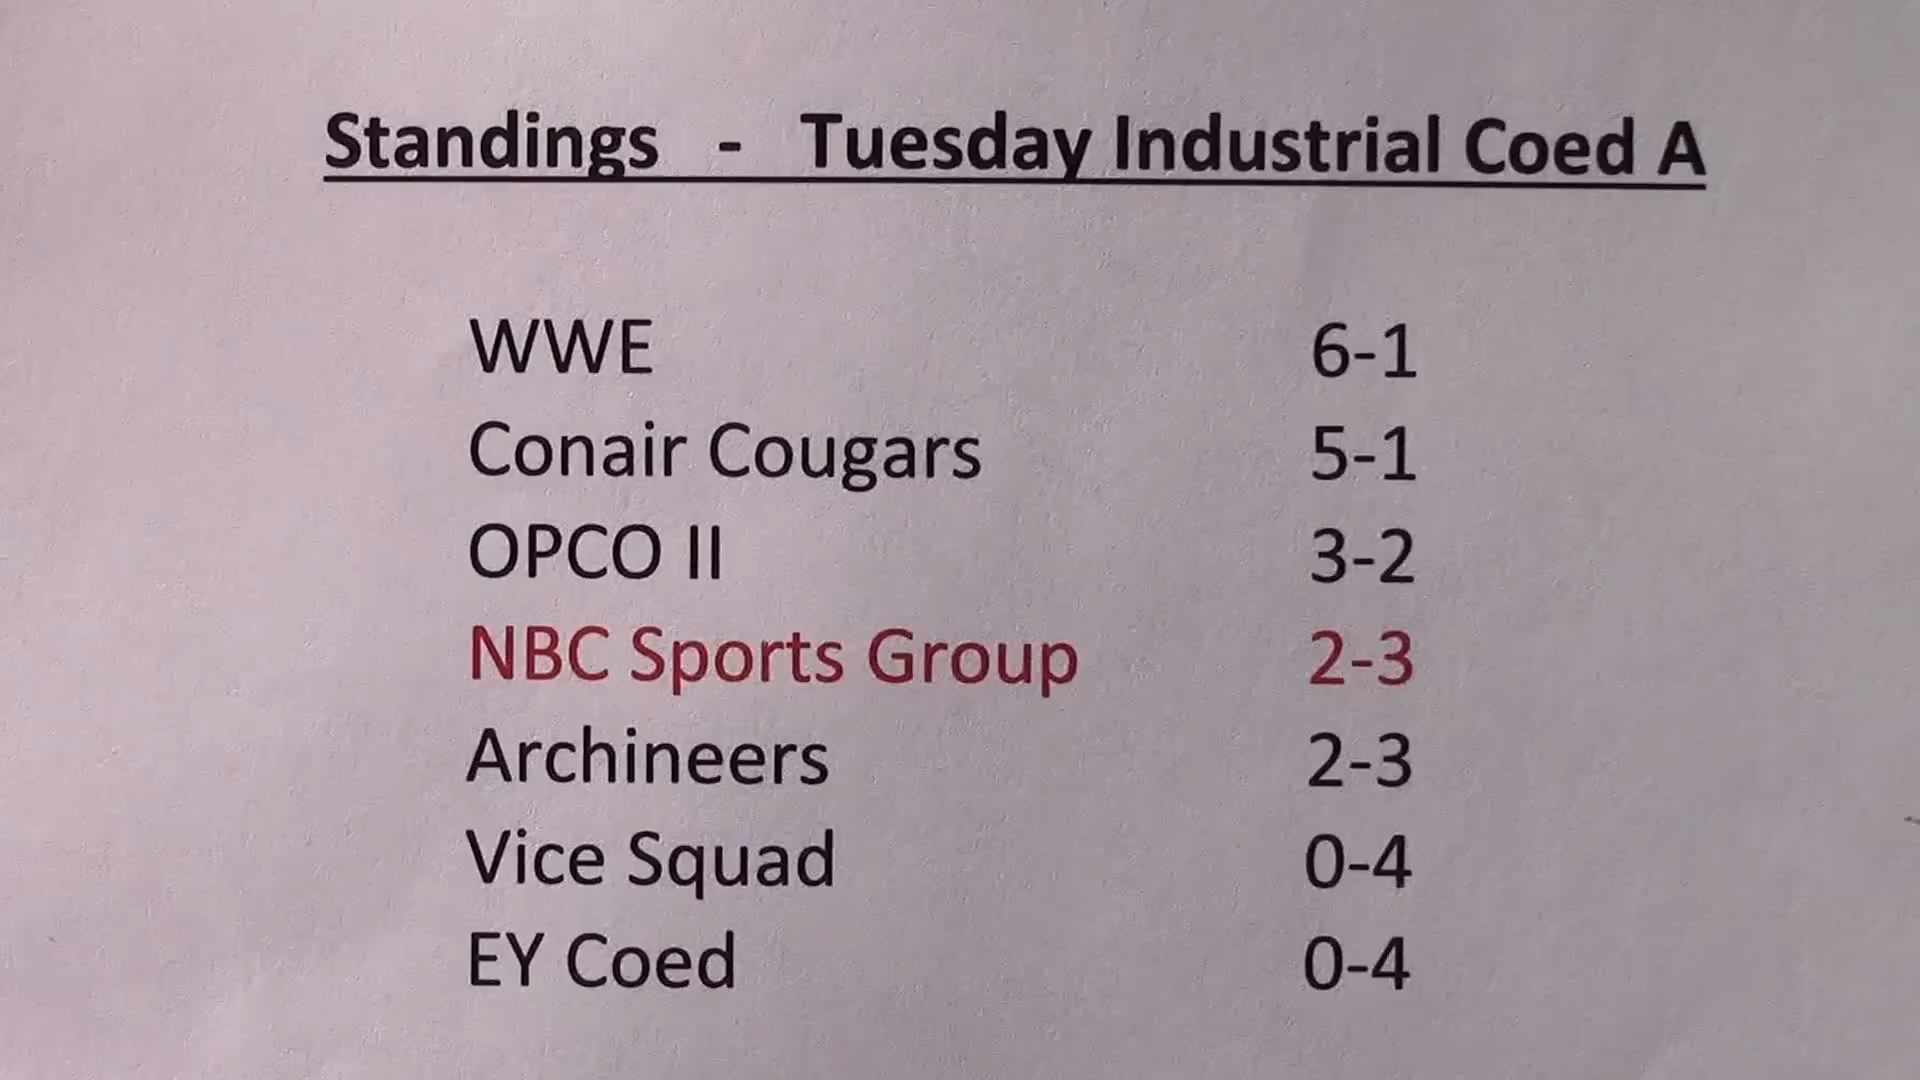 Standings - Tuesday Industrial Coed A
WWE 6-1
Conair Cougars 5-1
OPCO II 3-2
NBC Sports Group 2-3
Archineers 2-3
Vice Squad 0-4
EY Coed 0-4